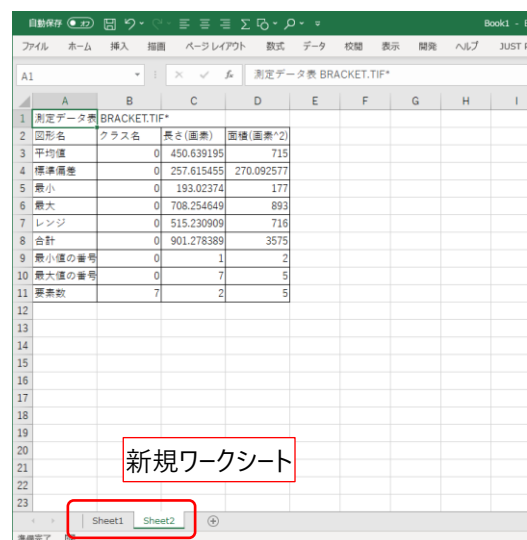 自動保存 オフ Book1 -
ファイル ホーム 挿入 描画 ページ レイアウト 数式 データ 校閲 表示 開発 ヘルプ JUST
A1 fx 測定データ表 BRACKET.TIF*
A B C D E F G H I
1 測定データ表 BRACKET.TIF*
2 図形名 クラス名 長さ(画素) 面積(画素^2)
3 平均値 0 450.639195 715
4 標準偏差 0 257.615455 270.092577
5 最小 0 193.02374 177
6 最大 0 708.254649 893
7 レンジ 0 515.230909 716
8 合計 0 901.278389 3575
9 最小値の番号 0 1 2
10 最大値の番号 0 7 5
11 要素数 7 2 5
12
13
14
15
16
17
18
19
20
21
22
23
新規ワークシート
Sheet1 Sheet2
準備完了